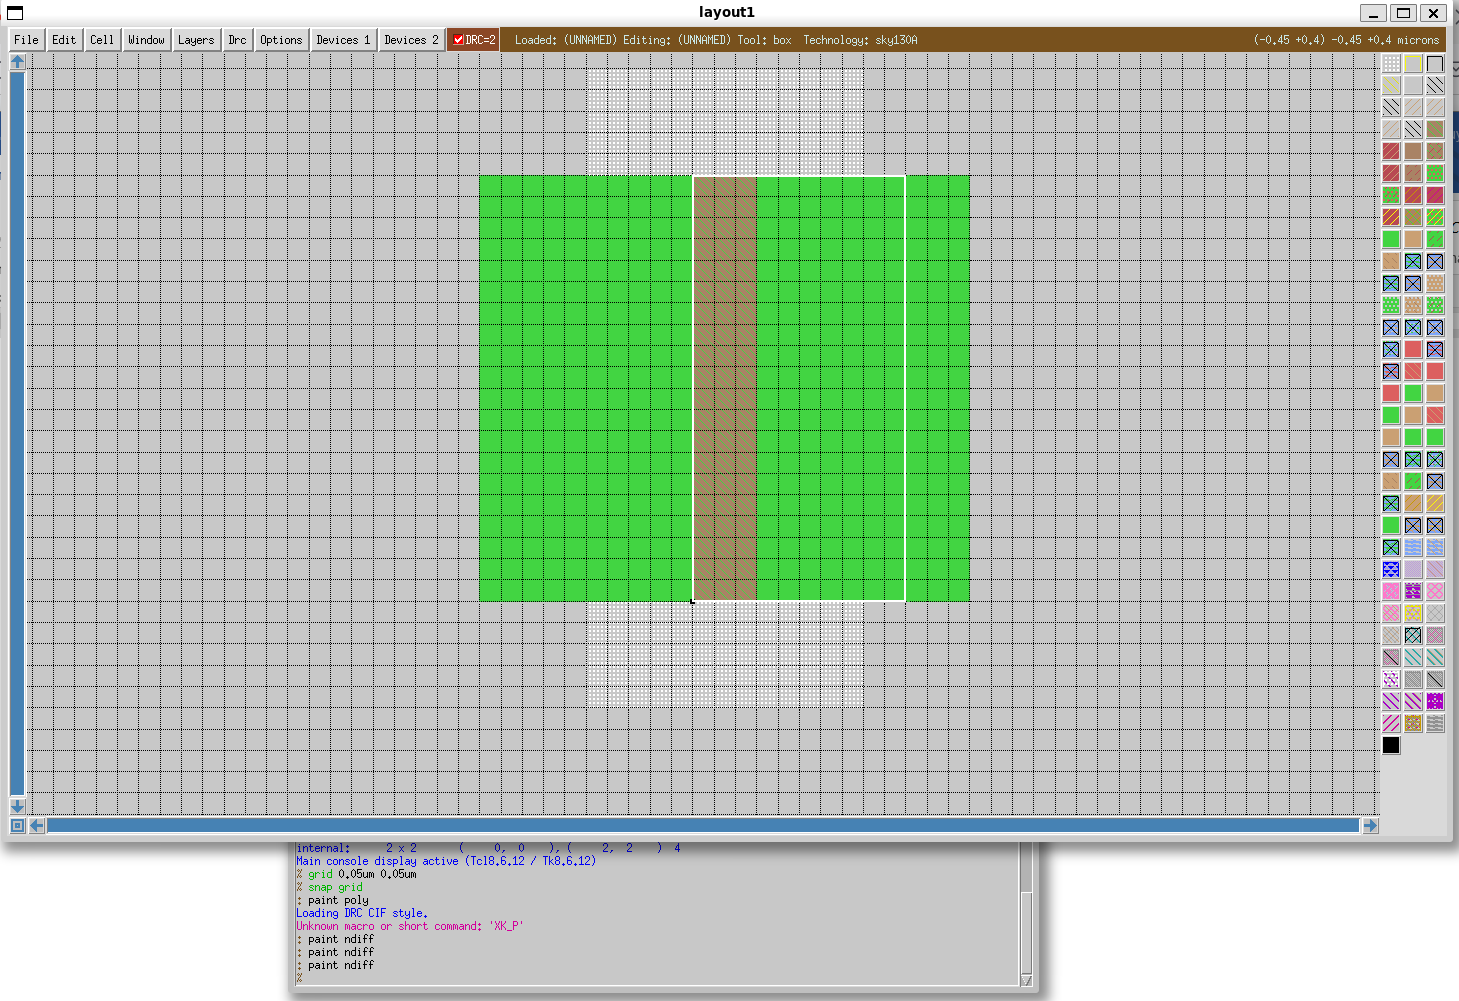 layout1
File Edit Cell Window Layers Drc Options Devices 1 Devices 2 DRC=2 Loaded: (UNNAMED) Editing: (UNNAMED) Tool: box Technology: sky130A (-0.45 +0.4) -0.45 +0.4 microns
internal: 2 x 2 ( 0, 0 ), ( 2, 2 ) 4
Main console display active (Tcl8.6.12 / Tk8.6.12)
% grid 0.05um 0.05um
% snap grid
: paint poly
Loading DRC CIF style.
Unknown macro or short command: 'XK_P'
: paint ndiff
: paint ndiff
: paint ndiff
%